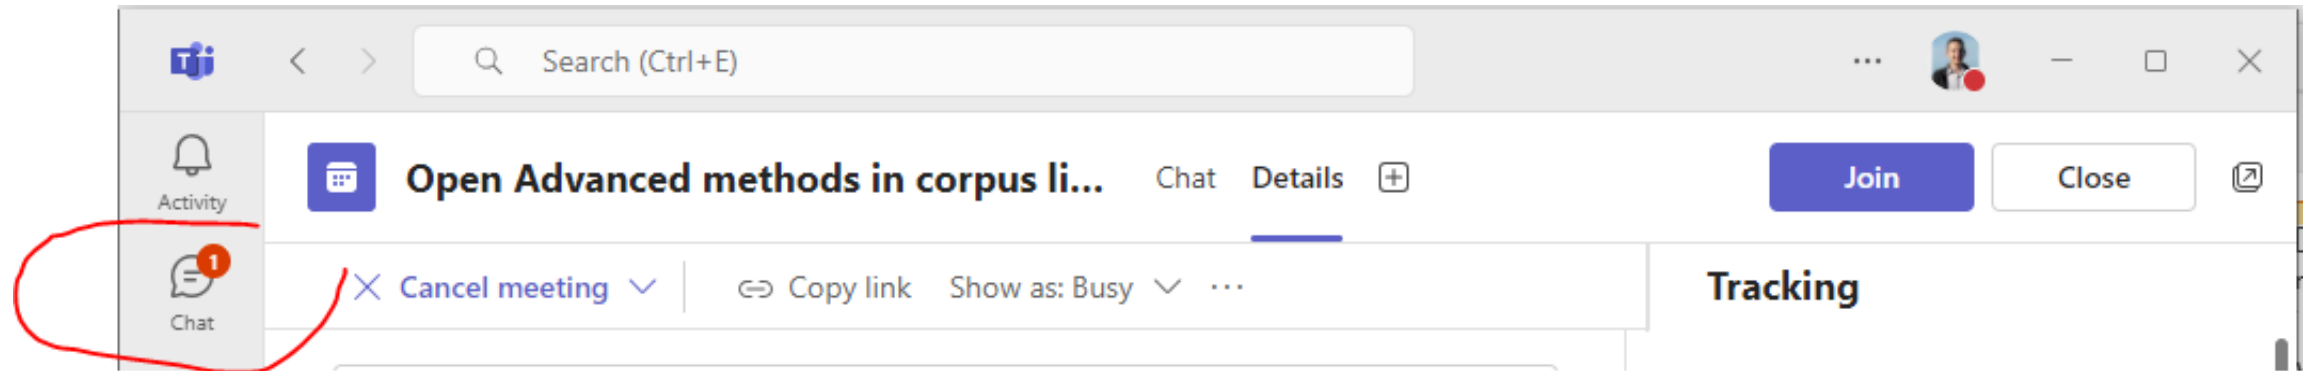 Search (Ctrl+E)
Activity
Open Advanced methods in corpus li... Chat Details
Join
Close
1
Chat
Cancel meeting
Copy link
Show as: Busy
Tracking